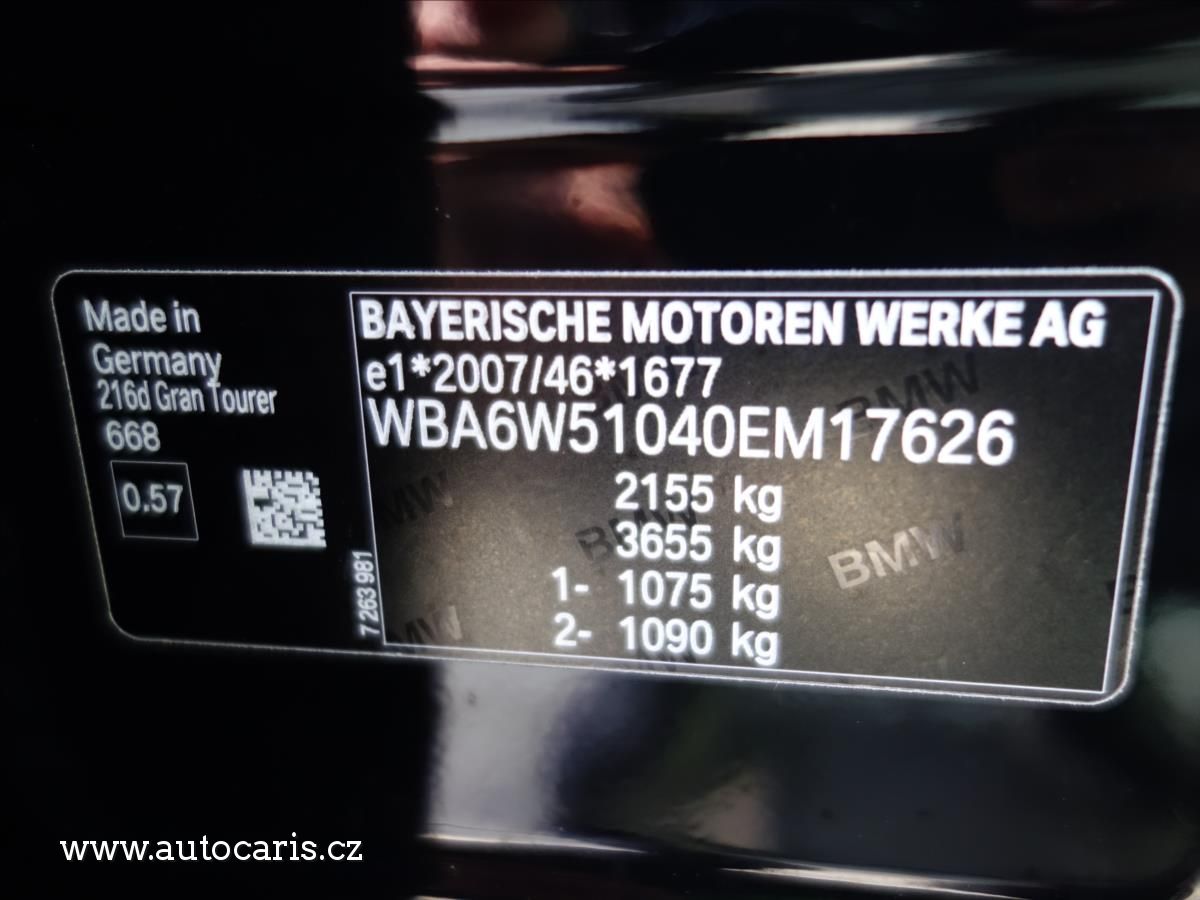 Made in
Germany
216d Gran Tourer
668
0.57
7 263 981
BAYERISCHE MOTOREN WERKE AG
e1*2007/46*1677
WBA6W51040EM17626
2155 kg
3655 kg
1- 1075 kg
2- 1090 kg
BMW
BMW
BMW
BMW
www.autocaris.cz